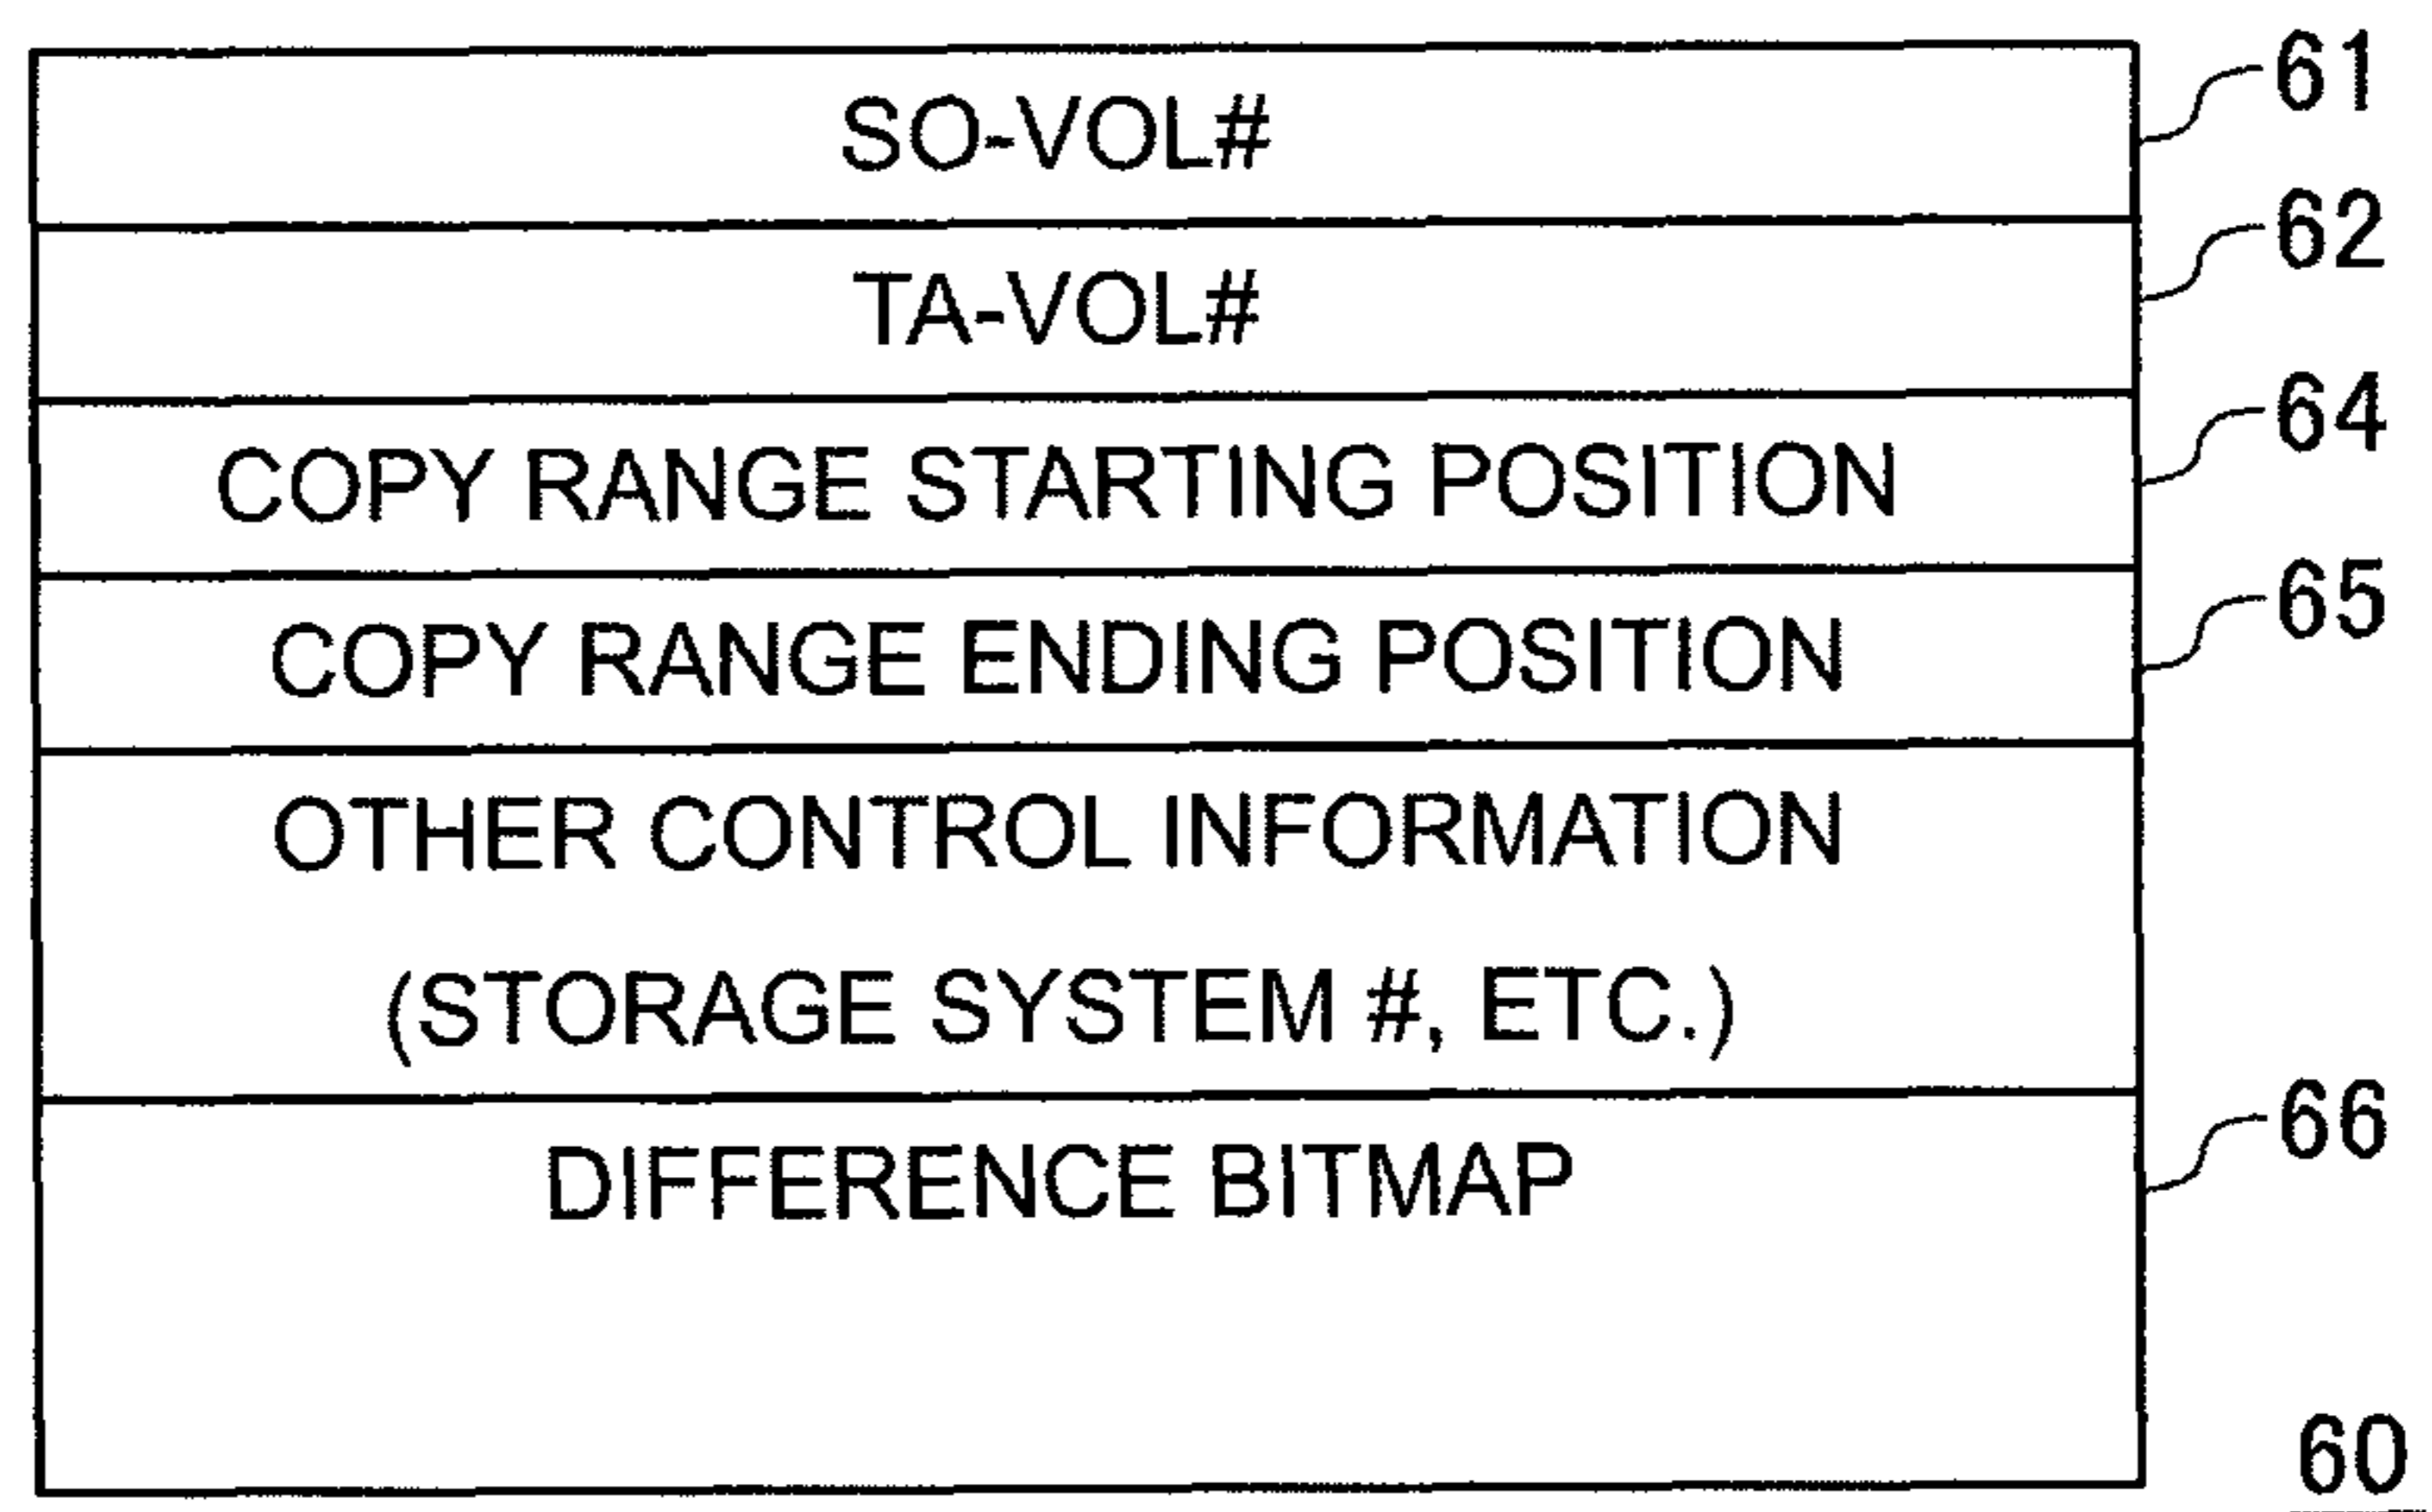 SO-VOL# 61
TA-VOL# 62
COPY RANGE STARTING POSITION 64
COPY RANGE ENDING POSITION 65
OTHER CONTROL INFORMATION
(STORAGE SYSTEM #, ETC.)
DIFFERENCE BITMAP 66
60